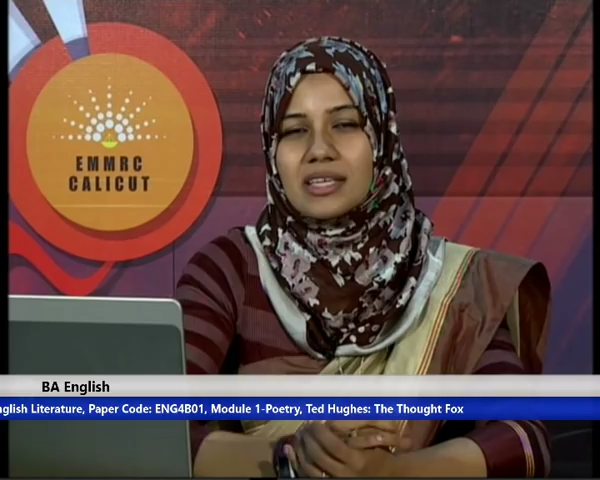 EMMRC
CALICUT
BA English
nglish Literature, Paper Code: ENG4B01, Module 1-Poetry, Ted Hughes: The Thought Fox